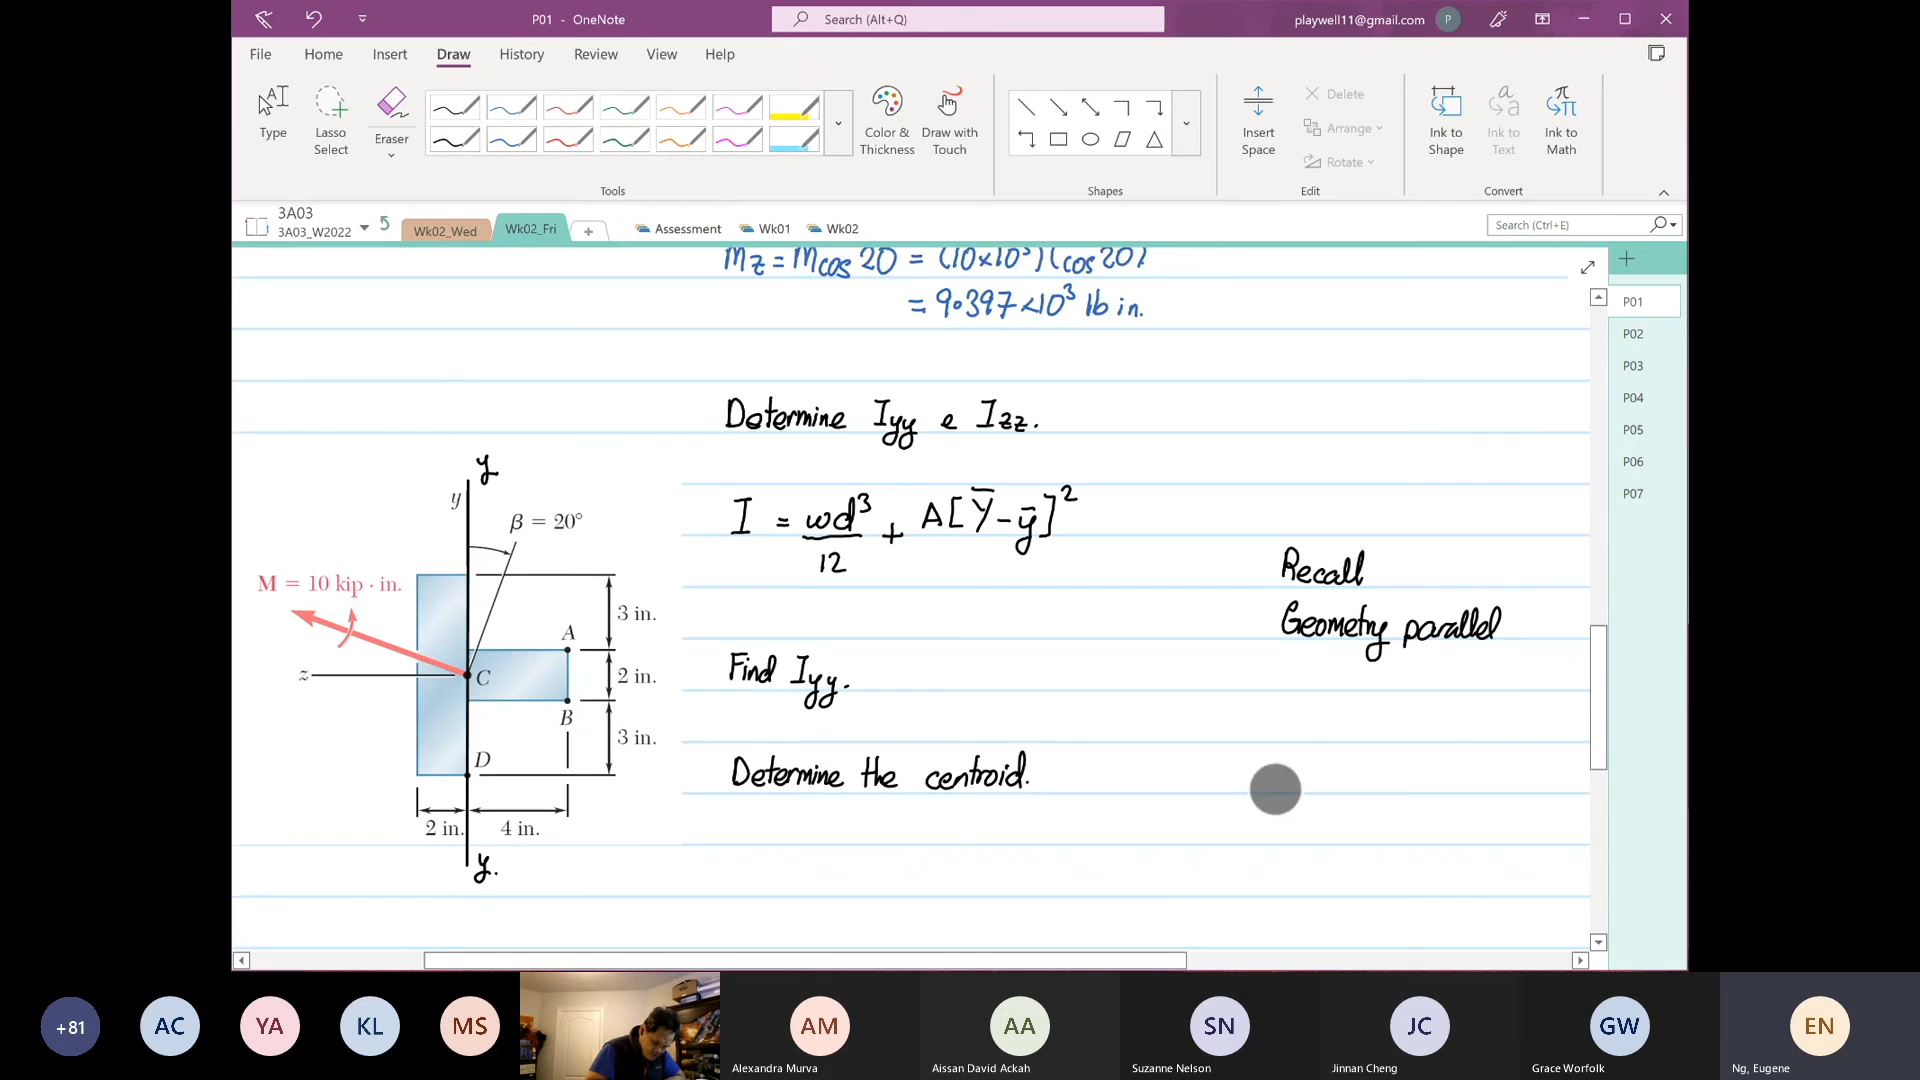 P01 - OneNote
Search (Alt+Q)
playwell11@gmail.com
P
File
Home
Insert
Draw
History
Review
View
Help
Type
Lasso Select
Eraser
Color & Thickness
Draw with Touch
Insert Space
Delete
Arrange
Rotate
Ink to Shape
Ink to Text
Ink to Math
Tools
Shapes
Edit
Convert
3A03
3A03_W2022
Wk02_Wed
Wk02_Fri
Assessment
Wk01
Wk02
Search (Ctrl+E)
Mz = M cos 20 = (10×10³)(cos 20)
= 9.397×10³ lb in.
Determine Iyy e Izz.
I = wd³/12 + A[Y̅-y̅]²
Recall
Geometry parallel
Find Iyy.
Determine the centroid.
y
y
β = 20°
M = 10 kip · in.
3 in.
A
z
C
2 in.
B
3 in.
D
2 in.
4 in.
y.
P01
P02
P03
P04
P05
P06
P07
+81
AC
YA
KL
MS
AM
Alexandra Murva
AA
Aissan David Ackah
SN
Suzanne Nelson
JC
Jinnan Cheng
GW
Grace Worfolk
EN
Ng, Eugene